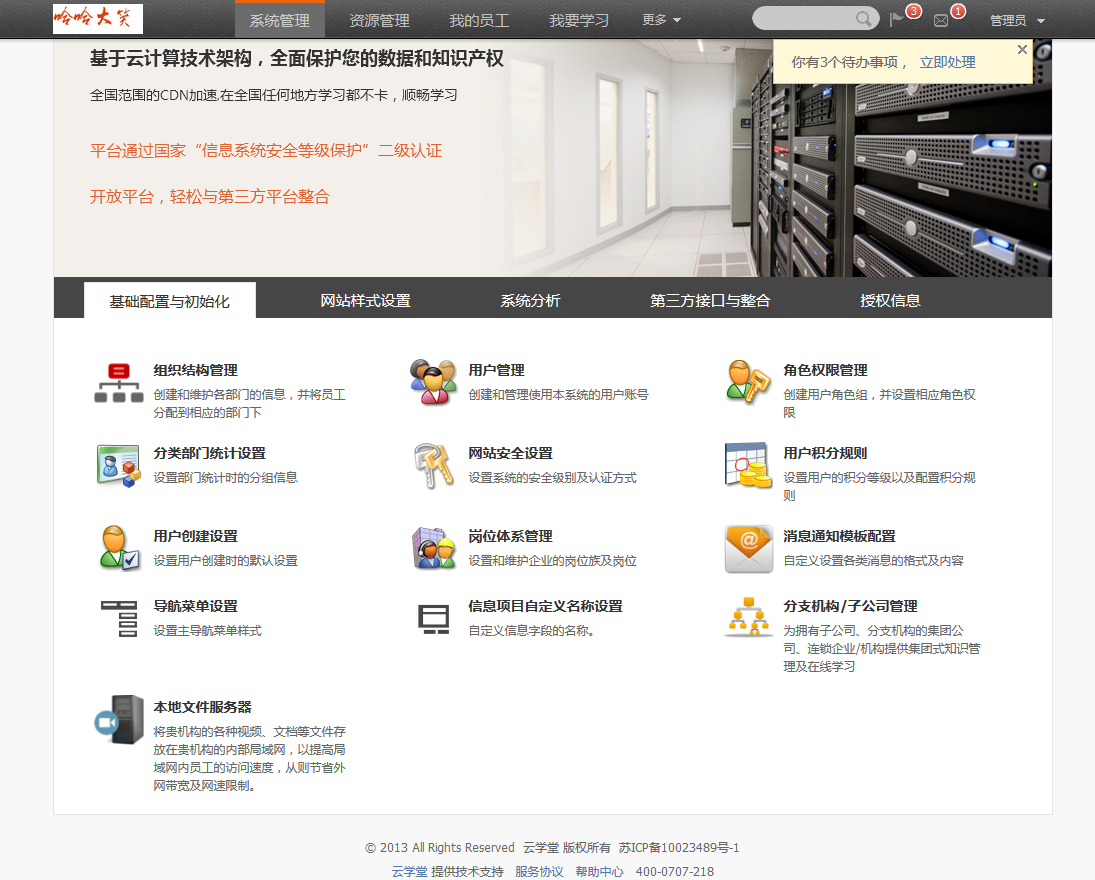 哈哈大笑
系统管理 资源管理 我的员工 我要学习 更多 3 1 管理员
你有3个待办事项， 立即处理
基于云计算技术架构，全面保护您的数据和知识产权
全国范围的CDN加速.在全国任何地方学习都不卡，顺畅学习
平台通过国家“信息系统安全等级保护”二级认证
开放平台，轻松与第三方平台整合
基础配置与初始化 网站样式设置 系统分析 第三方接口与整合 授权信息
组织结构管理
创建和维护各部门的信息，并将员工
分配到相应的部门下
用户管理
创建和管理使用本系统的用户账号
角色权限管理
创建用户角色组，并设置相应角色权
限
分类部门统计设置
设置部门统计时的分组信息
网站安全设置
设置系统的安全级别及认证方式
用户积分规则
设置用户的积分等级以及配置积分规
则
用户创建设置
设置用户创建时的默认设置
岗位体系管理
设置和维护企业的岗位族及岗位
消息通知模板配置
自定义设置各类消息的格式及内容
导航菜单设置
设置主导航菜单样式
信息项目自定义名称设置
自定义信息字段的名称。
分支机构/子公司管理
为拥有子公司、分支机构的集团公
司、连锁企业/机构提供集团式知识管
理及在线学习
本地文件服务器
将贵机构的各种视频、文档等文件存
放在贵机构的内部局域网，以提高局
域网内员工的访问速度，从则节省外
网带宽及网速限制。
© 2013 All Rights Reserved 云学堂 版权所有 苏ICP备10023489号-1
云学堂 提供技术支持 服务协议 帮助中心 400-0707-218